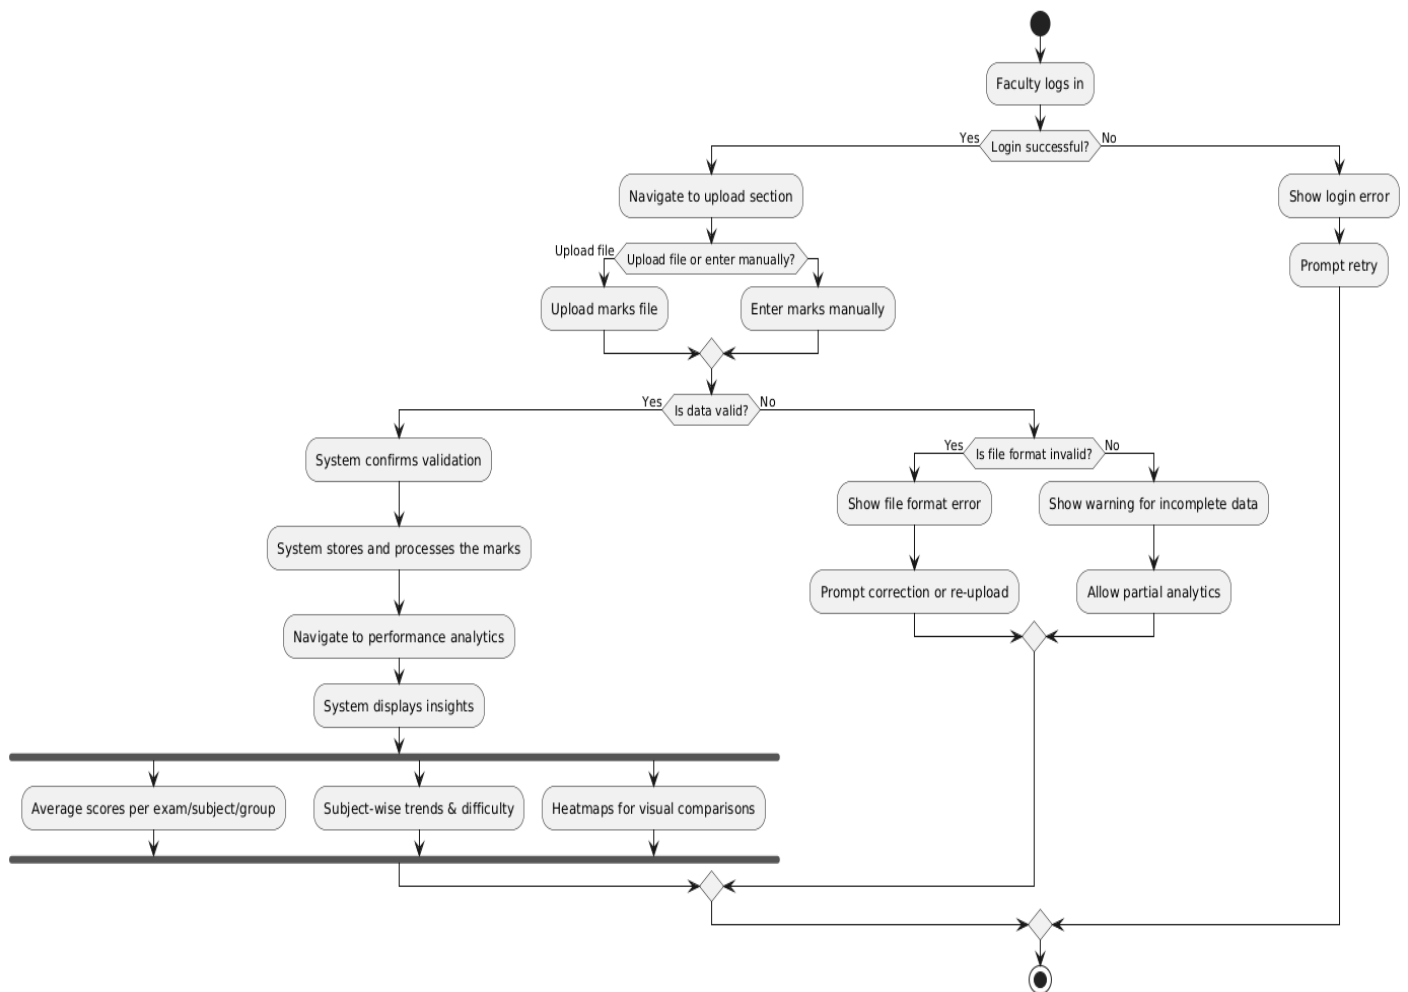 Faculty logs in
Yes
Login successful?
No
Navigate to upload section
Show login error
Upload file
Upload file or enter manually?
Prompt retry
Upload marks file
Enter marks manually
Yes
Is data valid?
No
System confirms validation
Yes
Is file format invalid?
No
Show file format error
Show warning for incomplete data
System stores and processes the marks
Prompt correction or re-upload
Allow partial analytics
Navigate to performance analytics
System displays insights
Average scores per exam/subject/group
Subject-wise trends & difficulty
Heatmaps for visual comparisons